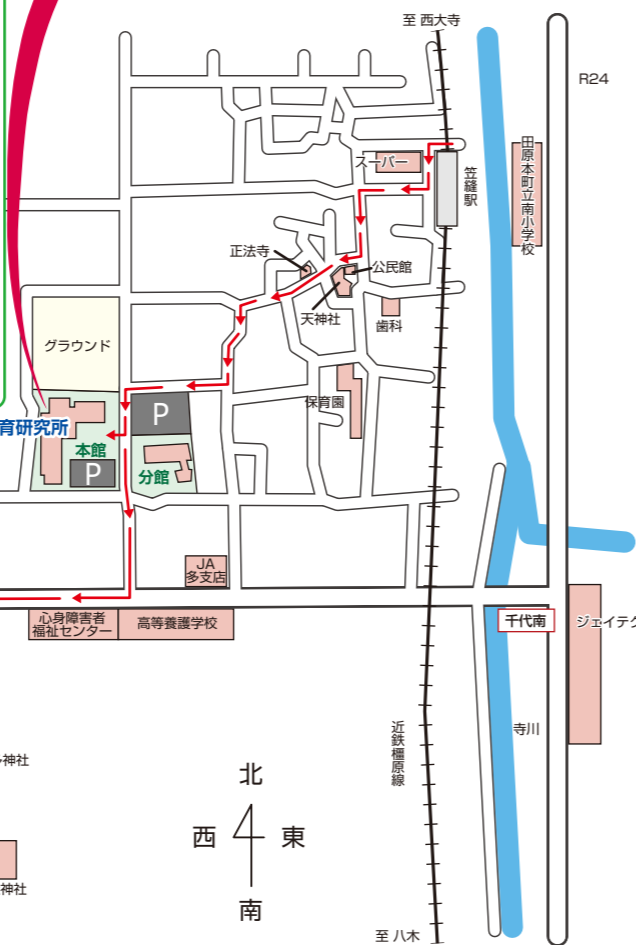 至 西大寺
R24
スーパー
笠縫駅
田原本町立南小学校
正法寺
公民館
天神社
歯科
グラウンド
保育園
P
育研究所
本館
P
分館
JA
多支店
心身障害者
福祉センター
高等養護学校
千代南
ジェイテク
寺川
近鉄橿原線
神社
北
西
東
南
神社
至 八木